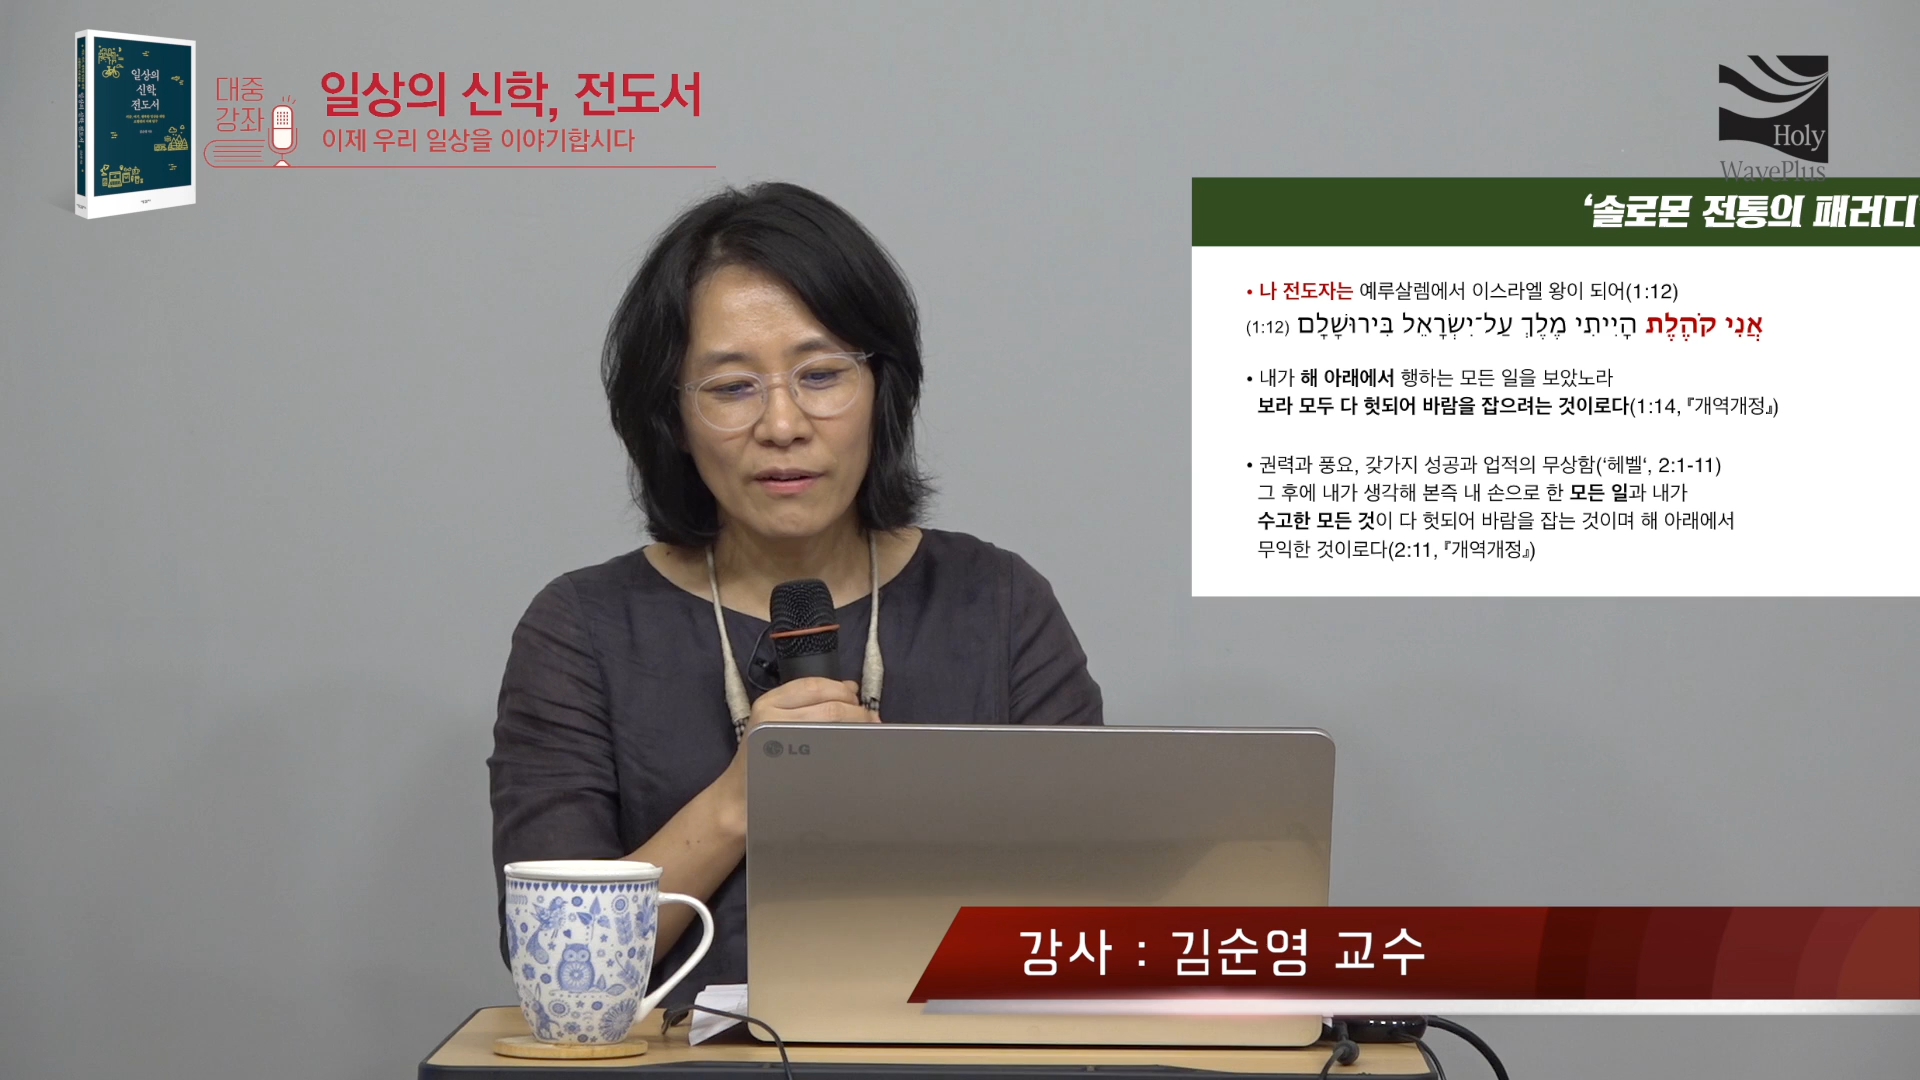 일상의
신학,
전도서
대중
강좌
일상의 신학, 전도서
이제 우리 일상을 이야기합시다
Holy
WavePlus
‘솔로몬 전통의 패러디
• 나 전도자는 예루살렘에서 이스라엘 왕이 되어(1:12)
(1:12) אֲנִי קֹהֶלֶת הָיִיתִי מֶלֶךְ עַל־יִשְׂרָאֵל בִּירוּשָׁלָם
• 내가 해 아래에서 행하는 모든 일을 보았노라
보라 모두 다 헛되어 바람을 잡으려는 것이로다(1:14, 『개역개정』)
• 권력과 풍요, 갖가지 성공과 업적의 무상함(‘헤벨‘, 2:1-11)
그 후에 내가 생각해 본즉 내 손으로 한 모든 일과 내가
수고한 모든 것이 다 헛되어 바람을 잡는 것이며 해 아래에서
무익한 것이로다(2:11, 『개역개정』)
LG
강사 : 김순영 교수